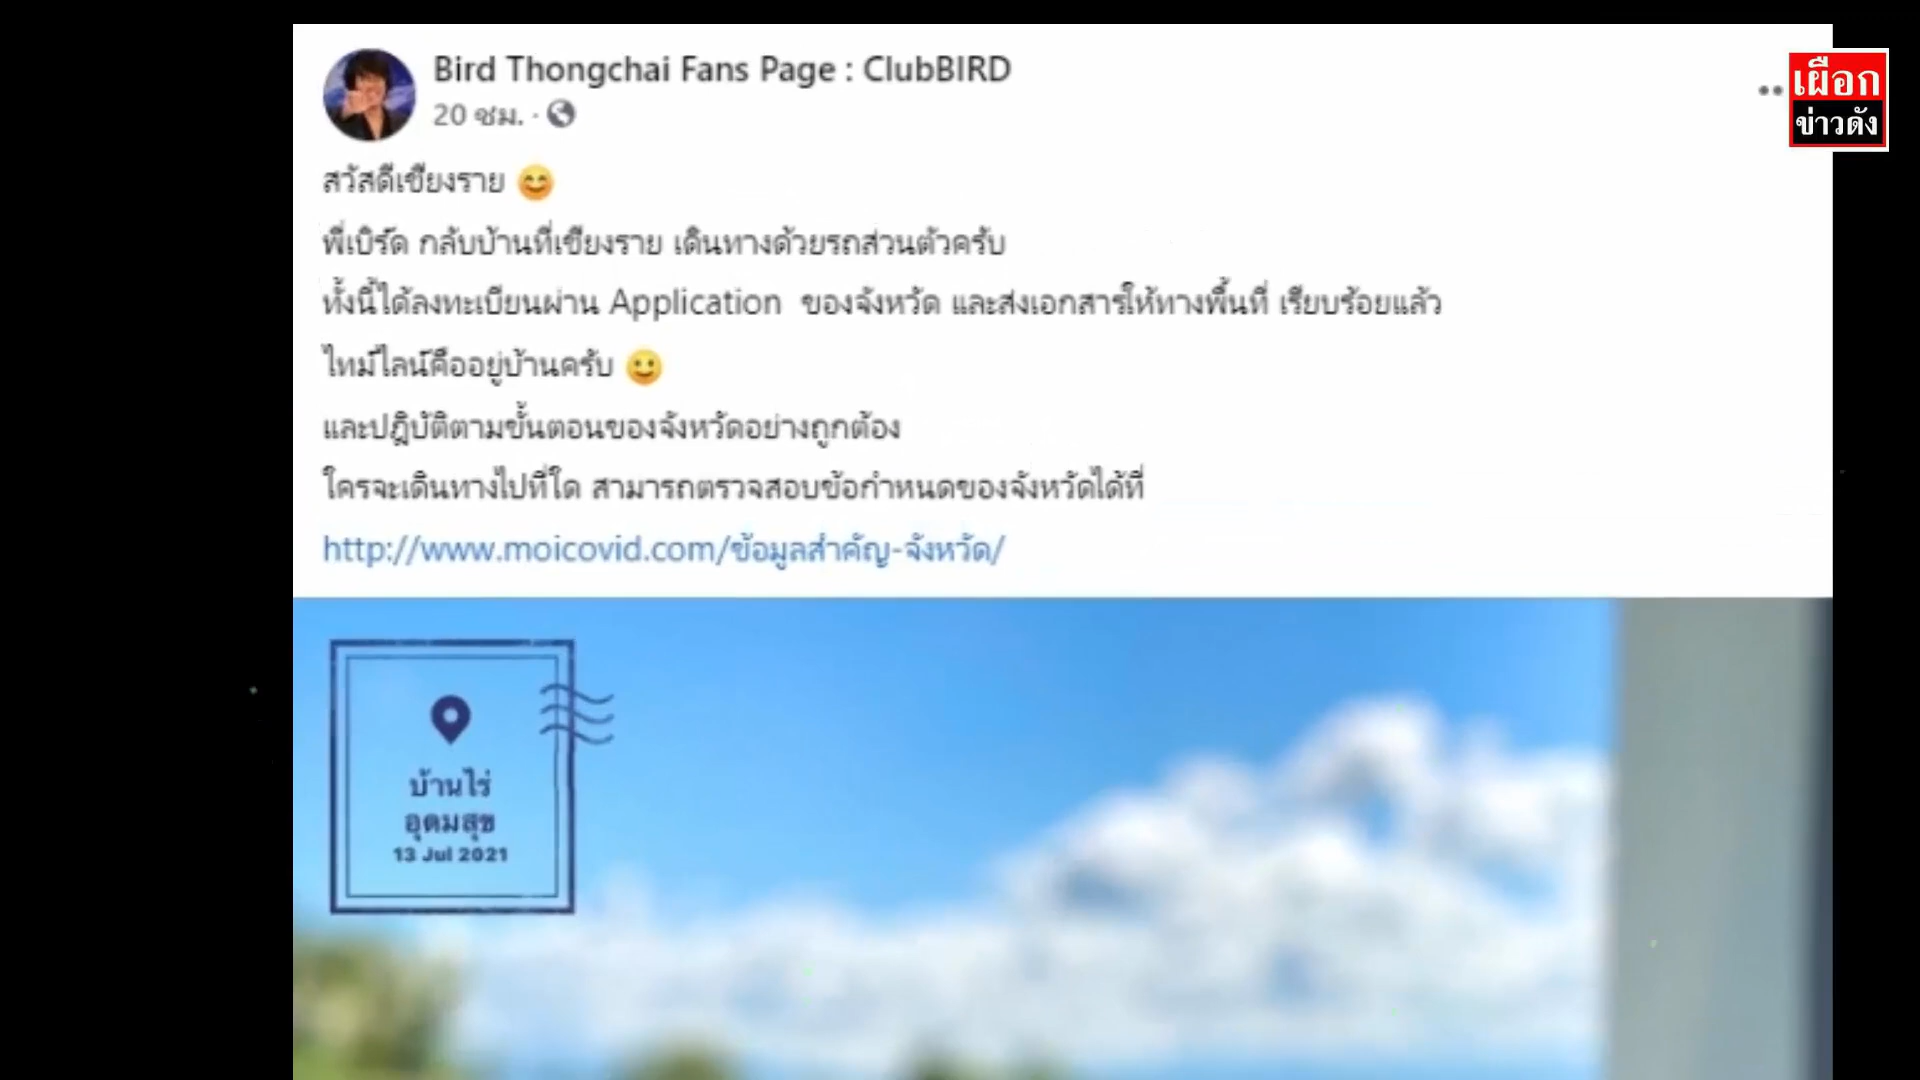 Bird Thongchai Fans Page : ClubBIRD
20 ชม. ·
เผือก
ข่าวดัง
สวัสดีเชียงราย 😊
พี่เบิร์ด กลับบ้านที่เชียงราย เดินทางด้วยรถส่วนตัวครับ
ทั้งนี้ได้ลงทะเบียนผ่าน Application ของจังหวัด และส่งเอกสารให้ทางพื้นที่ เรียบร้อยแล้ว
ไทม์ไลน์คืออยู่บ้านครับ 🙂
และปฎิบัติตามขั้นตอนของจังหวัดอย่างถูกต้อง
ใครจะเดินทางไปที่ใด สามารถตรวจสอบข้อกำหนดของจังหวัดได้ที่
http://www.moicovid.com/ข้อมูลสำคัญ-จังหวัด/
บ้านไร่
อุดมสุข
13 Jul 2021